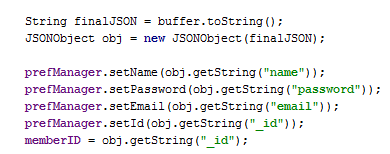 String finalJSON = buffer.toString();
JSONObject obj = new JSONObject(finalJSON);
prefManager.setName(obj.getString("name"));
prefManager.setPassword(obj.getString("password"));
prefManager.setEmail(obj.getString("email"));
prefManager.setId(obj.getString("_id"));
memberID = obj.getString("_id");